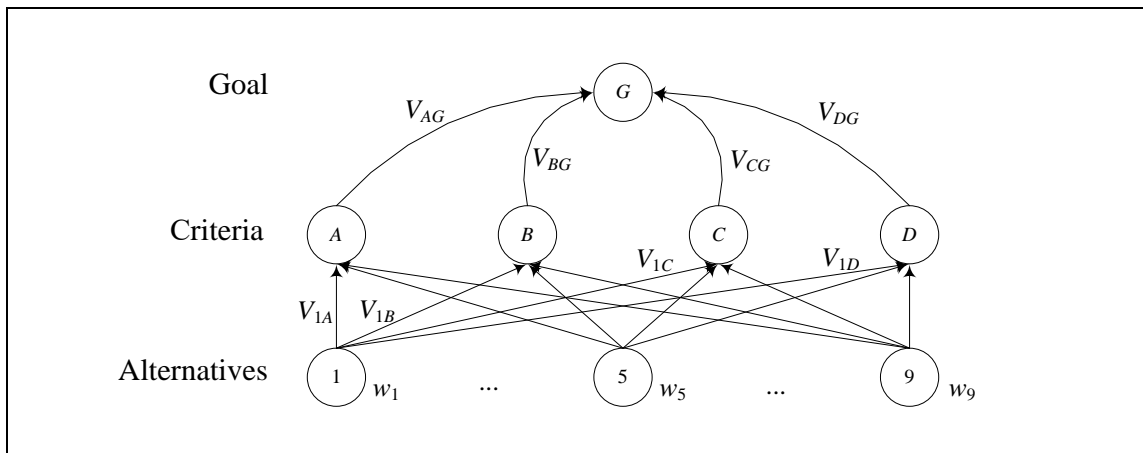 Goal
G
V_AG
V_BG
V_CG
V_DG
Criteria
A
B
C
D
V_1A
V_1B
V_1C
V_1D
Alternatives
1
w_1
...
5
w_5
...
9
w_9